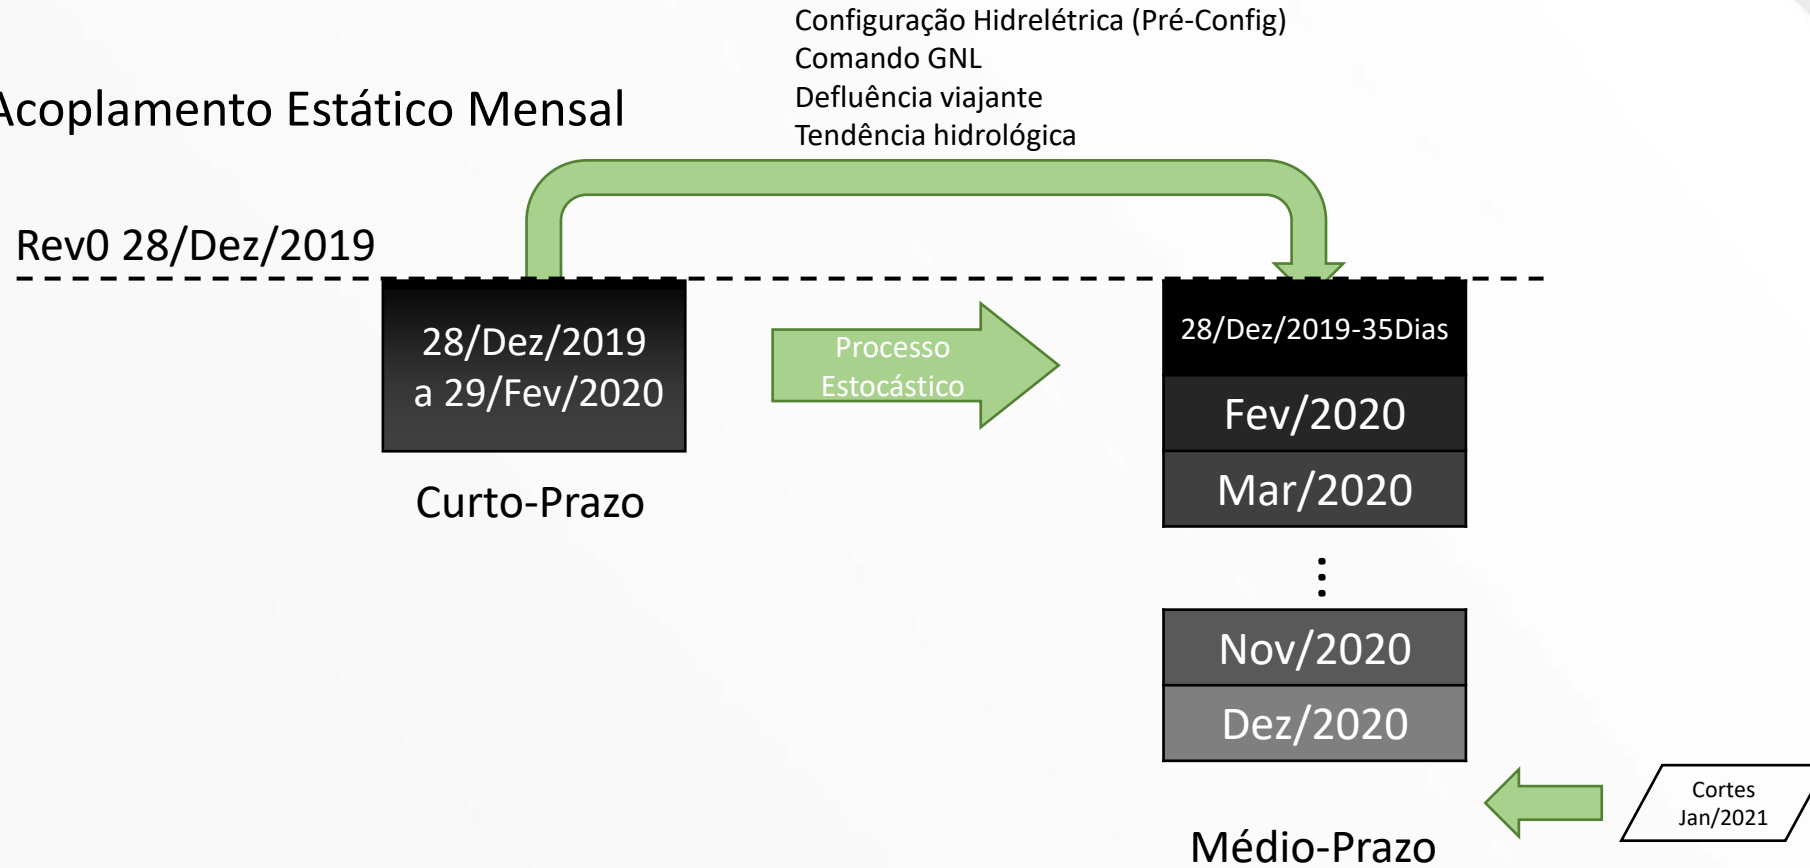 Configuração Hidrelétrica (Pré-Config)
Comando GNL
Defluência viajante
Tendência hidrológica
Acoplamento Estático Mensal
Rev0 28/Dez/2019
28/Dez/2019
a 29/Fev/2020
Curto-Prazo
Processo
Estocástico
28/Dez/2019-35Dias
Fev/2020
Mar/2020
⋮
Nov/2020
Dez/2020
Médio-Prazo
Cortes
Jan/2021